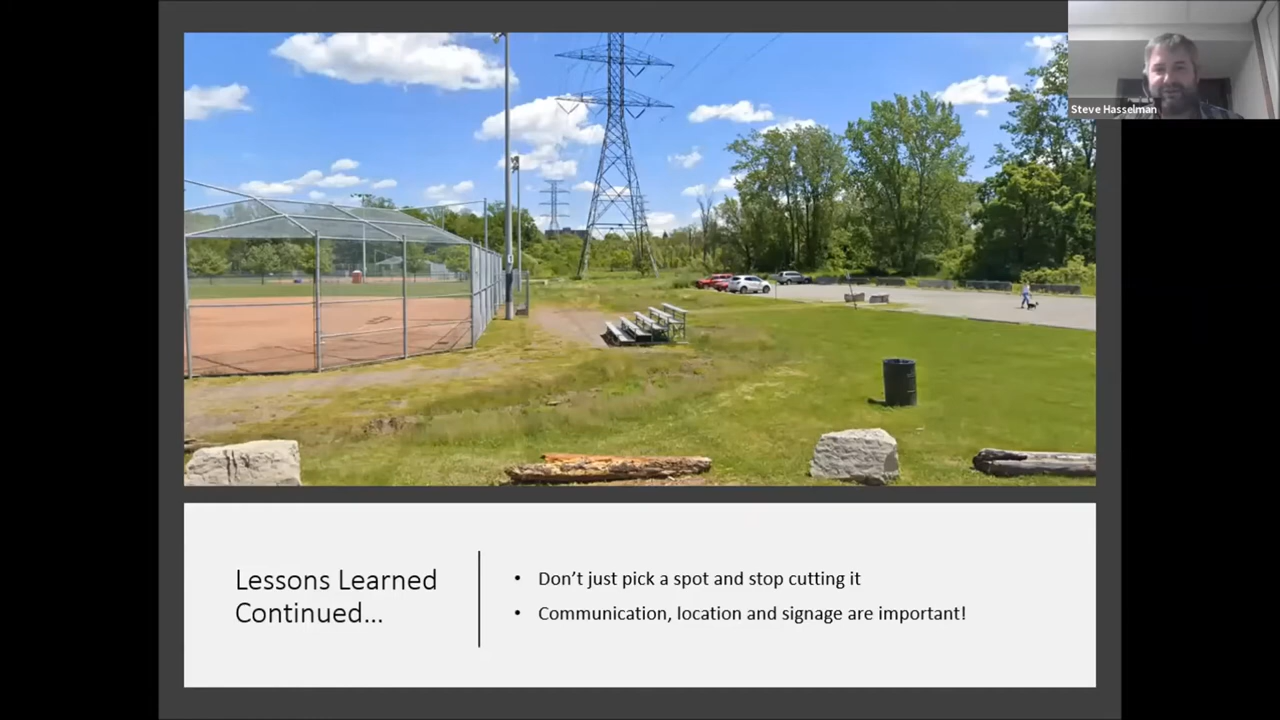 Steve Hasselman
Lessons Learned
Continued…
• Don't just pick a spot and stop cutting it
• Communication, location and signage are important!